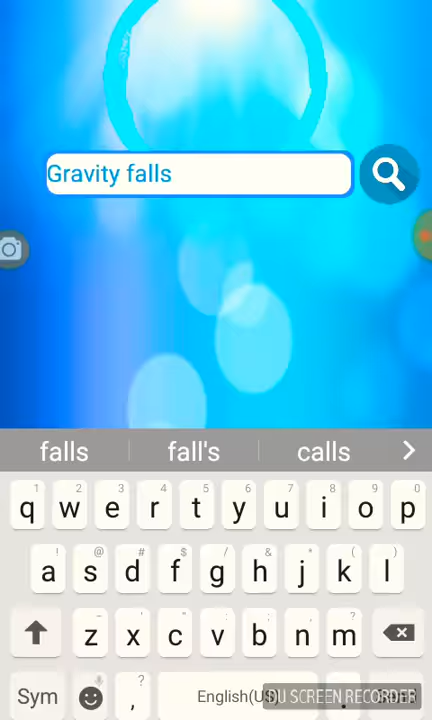 Gravity falls
falls fall's calls
1 2 3 4 5 6 7 8 9 0
q w e r t y u i o p
! @ # $ / & * ( )
a s d f g h j k l
- ' " : ; ?
z x c v b n m
Sym , ? English(US) .
DU SCREEN RECORDER